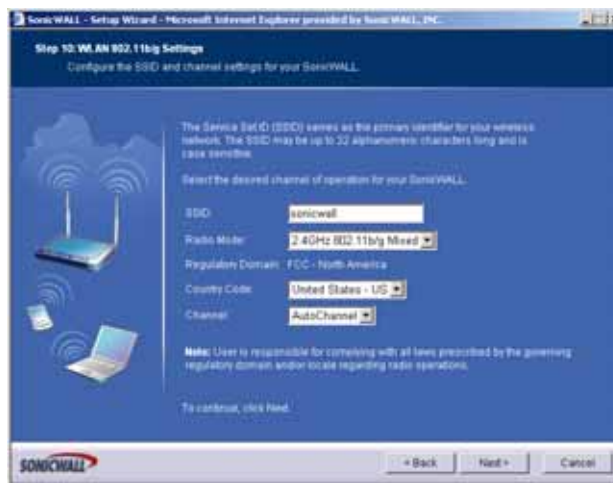 SonicWALL - Setup Wizard - Microsoft Internet Explorer provided by SonicWALL, INC.
Step 10: WLAN 802.11b/g Settings
Configure the SSID and channel settings for your SonicWALL.
The Service Set ID (SSID) serves as the primary identifier for your wireless
network. The SSID may be up to 32 alphanumeric characters long and is
case sensitive.
Select the desired channel of operation for your SonicWALL.
SSID: sonicwall
Radio Mode: 2.4GHz 802.11b/g Mixed
Regulatory Domain: FCC - North America
Country Code: United States - US
Channel: AutoChannel
Note: User is responsible for complying with all laws prescribed by the governing
regulatory domain and/or locale regarding radio operations.
To continue, click Next.
SONICWALL
< Back Next > Cancel